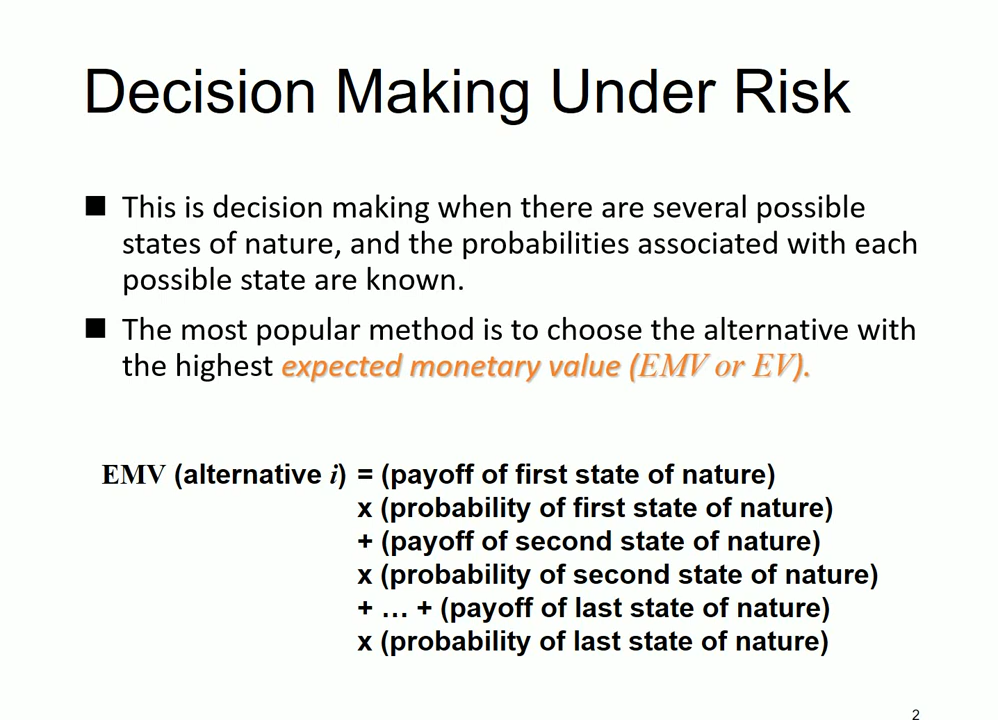 Decision Making Under Risk
■ This is decision making when there are several possible
states of nature, and the probabilities associated with each
possible state are known.
■ The most popular method is to choose the alternative with
the highest expected monetary value (EMV or EV).
EMV (alternative i) = (payoff of first state of nature)
x (probability of first state of nature)
+ (payoff of second state of nature)
x (probability of second state of nature)
+ … + (payoff of last state of nature)
x (probability of last state of nature)
2